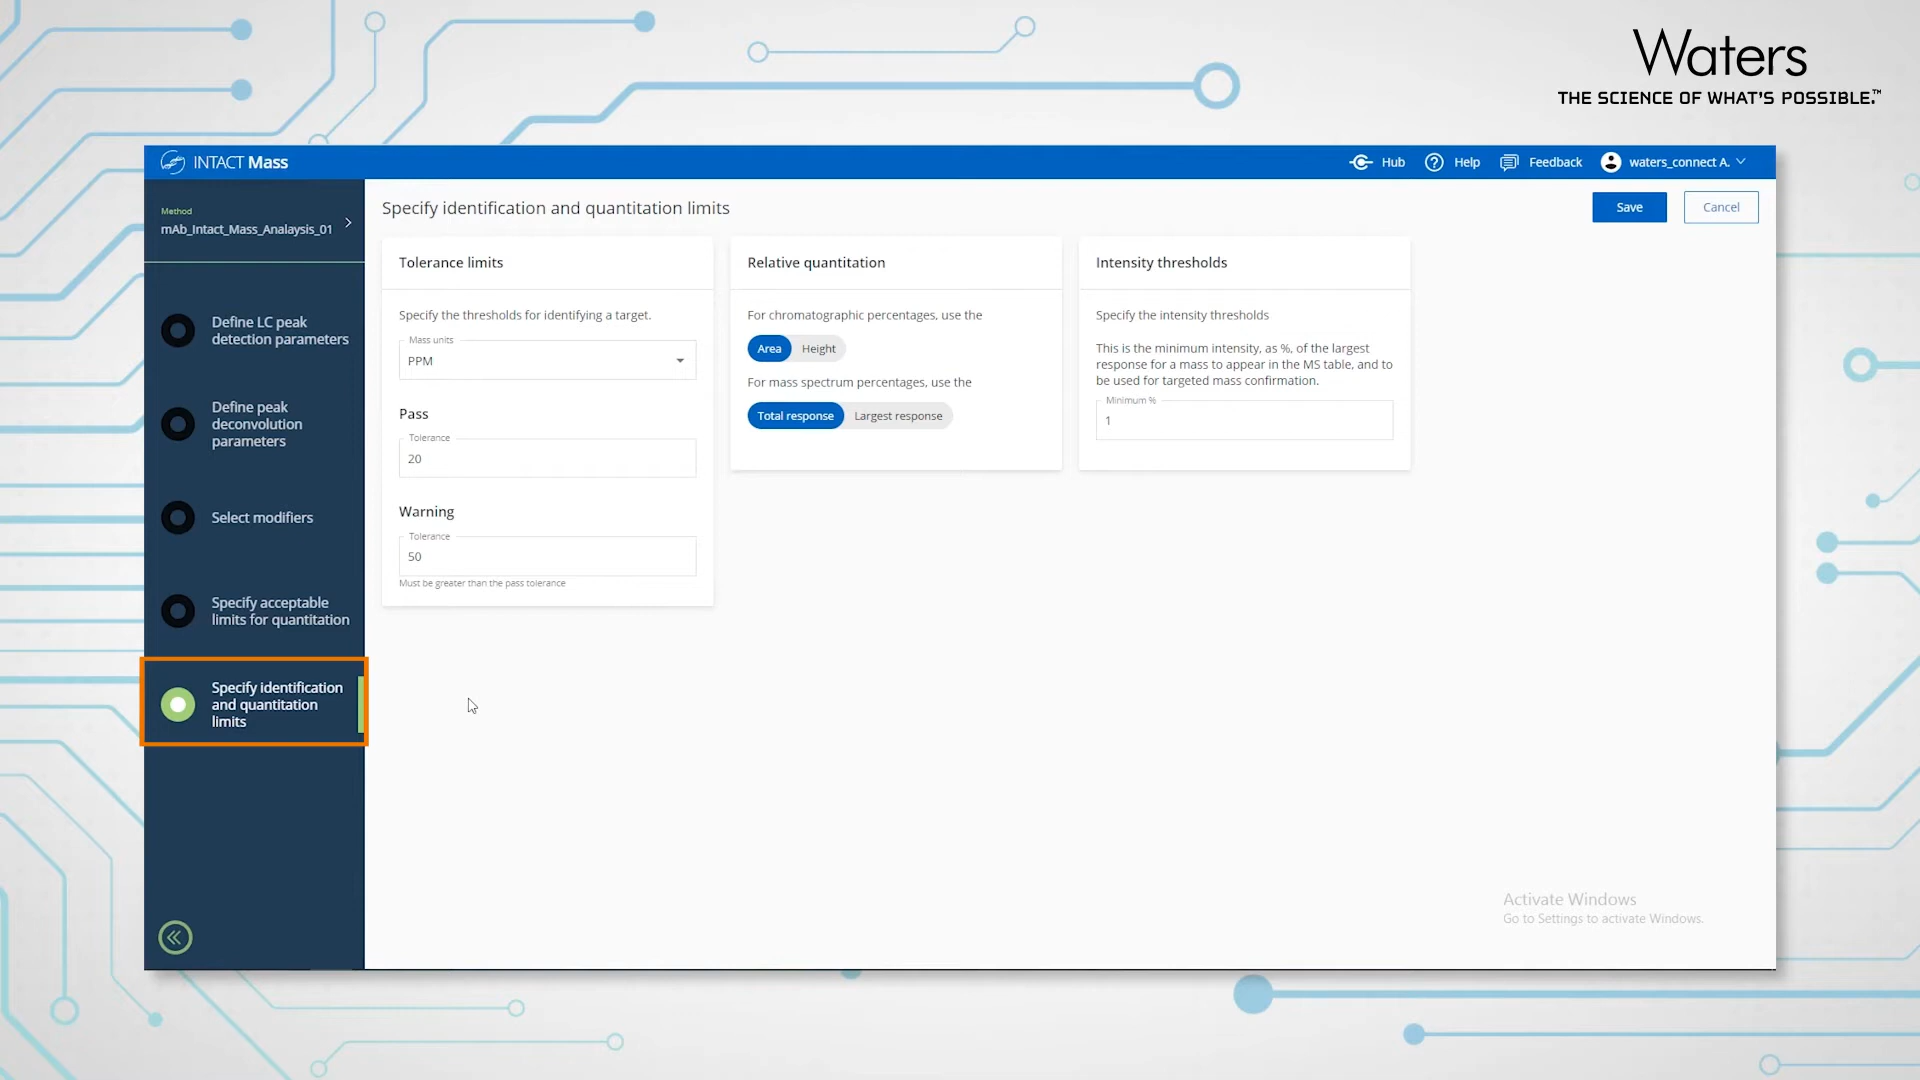 Waters
THE SCIENCE OF WHAT'S POSSIBLE.™
INTACT Mass
Hub
Help
Feedback
waters_connect A.
Method
mAb_Intact_Mass_Analaysis_01
Define LC peak
detection parameters
Define peak
deconvolution
parameters
Select modifiers
Specify acceptable
limits for quantitation
Specify identification
and quantitation
limits
Specify identification and quantitation limits
Save
Cancel
Tolerance limits
Specify the thresholds for identifying a target.
Mass units
PPM
Pass
Tolerance
20
Warning
Tolerance
50
Must be greater than the pass tolerance
Relative quantitation
For chromatographic percentages, use the
Area Height
For mass spectrum percentages, use the
Total response Largest response
Intensity thresholds
Specify the intensity thresholds
This is the minimum intensity, as %, of the largest
response for a mass to appear in the MS table, and to
be used for targeted mass confirmation.
Minimum %
1
Activate Windows
Go to Settings to activate Windows.